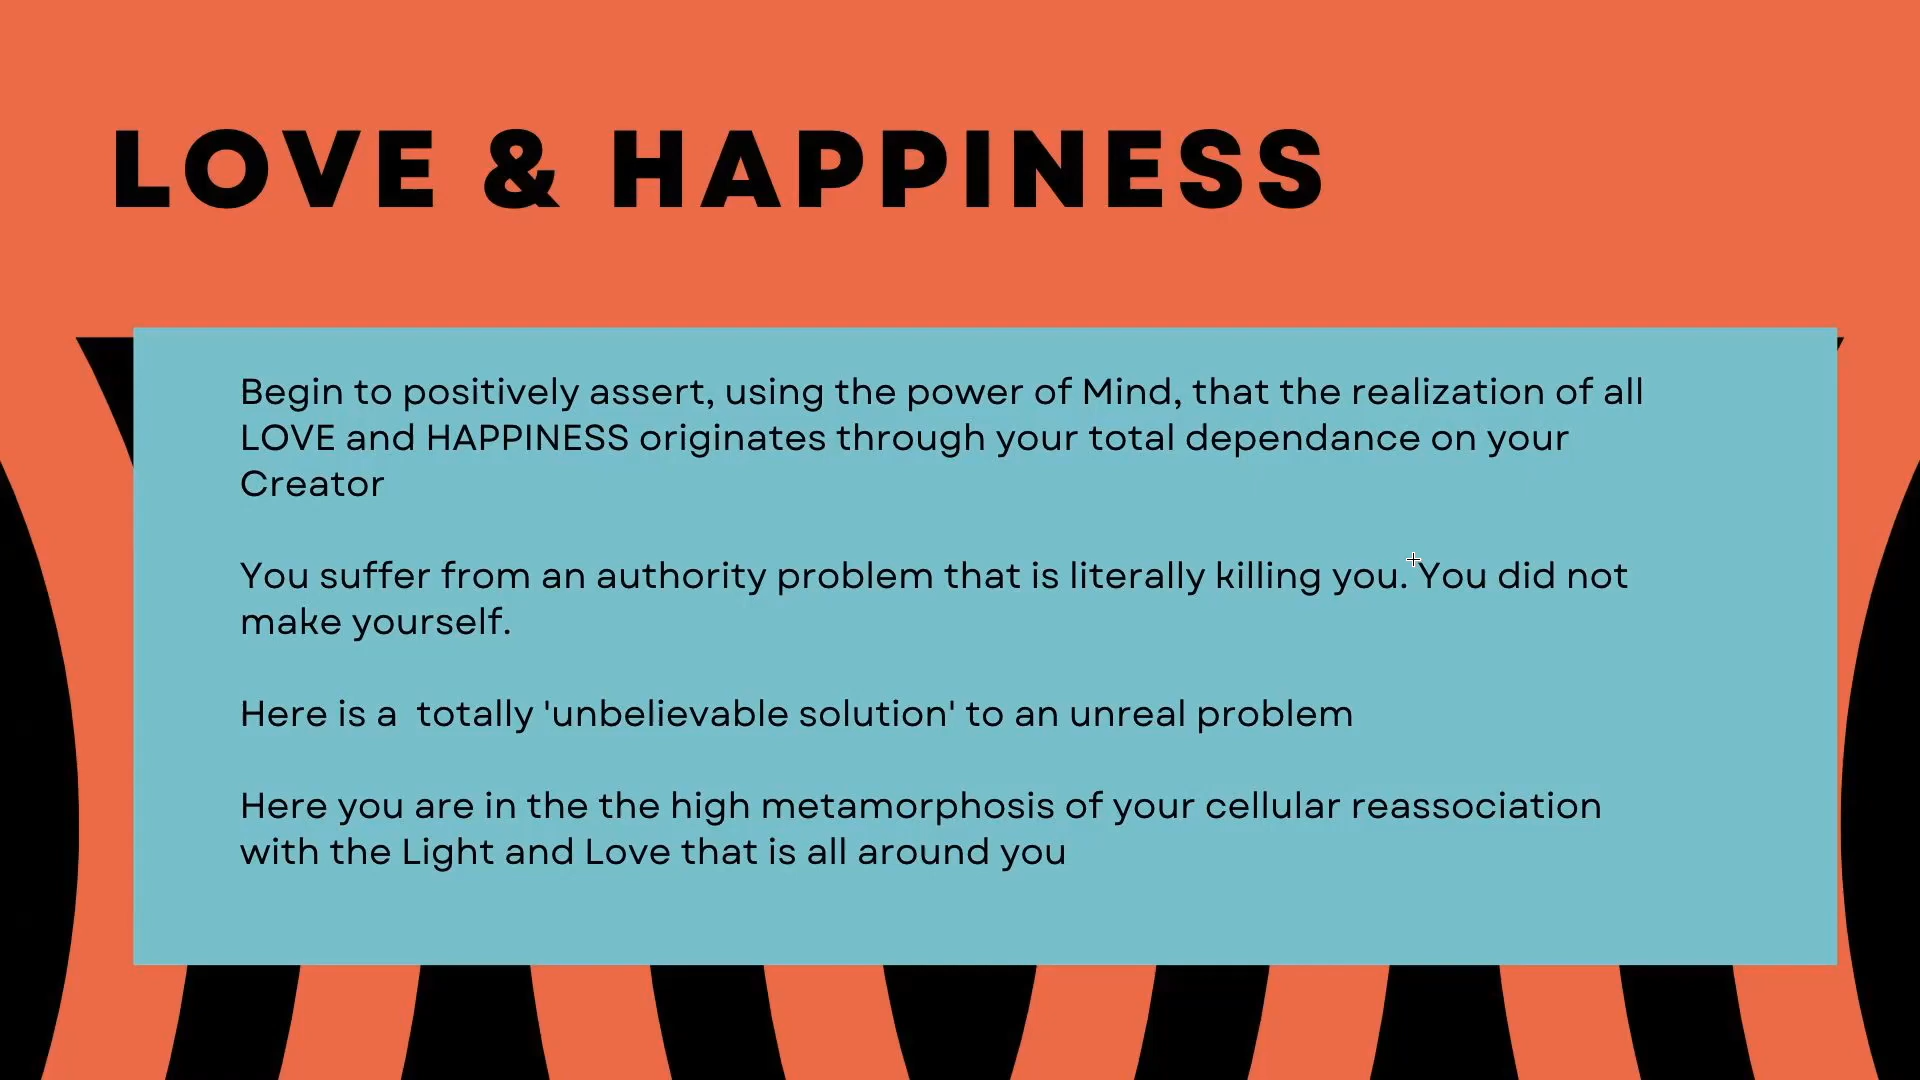 LOVE & HAPPINESS
Begin to positively assert, using the power of Mind, that the realization of all
LOVE and HAPPINESS originates through your total dependance on your
Creator
You suffer from an authority problem that is literally killing you. You did not
make yourself.
Here is a  totally 'unbelievable solution' to an unreal problem
Here you are in the the high metamorphosis of your cellular reassociation
with the Light and Love that is all around you